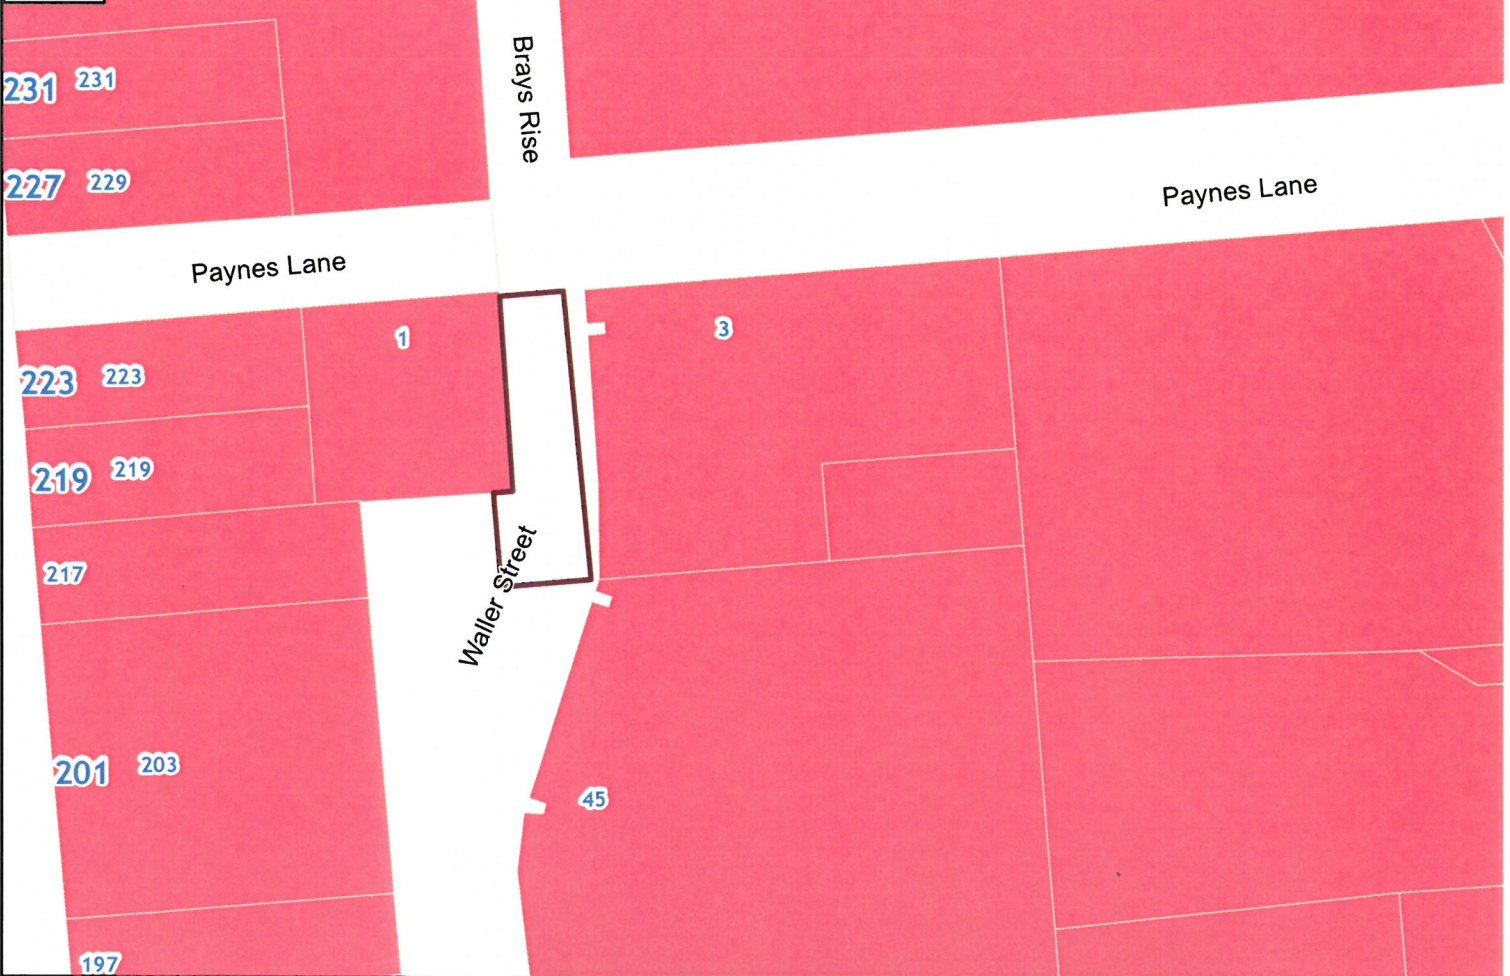 Brays Rise
231 231
227 229
Paynes Lane
Paynes Lane
1
3
223 223
219 219
217
Waller Street
201 203
45
197